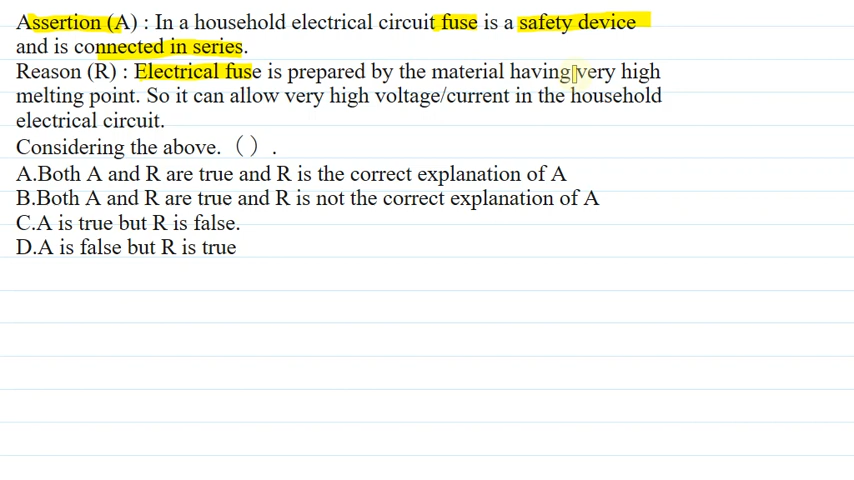 Assertion (A) : In a household electrical circuit fuse is a safety device
and is connected in series.
Reason (R) : Electrical fuse is prepared by the material having very high
melting point. So it can allow very high voltage/current in the household
electrical circuit.
Considering the above.（）.
A.Both A and R are true and R is the correct explanation of A
B.Both A and R are true and R is not the correct explanation of A
C.A is true but R is false.
D.A is false but R is true